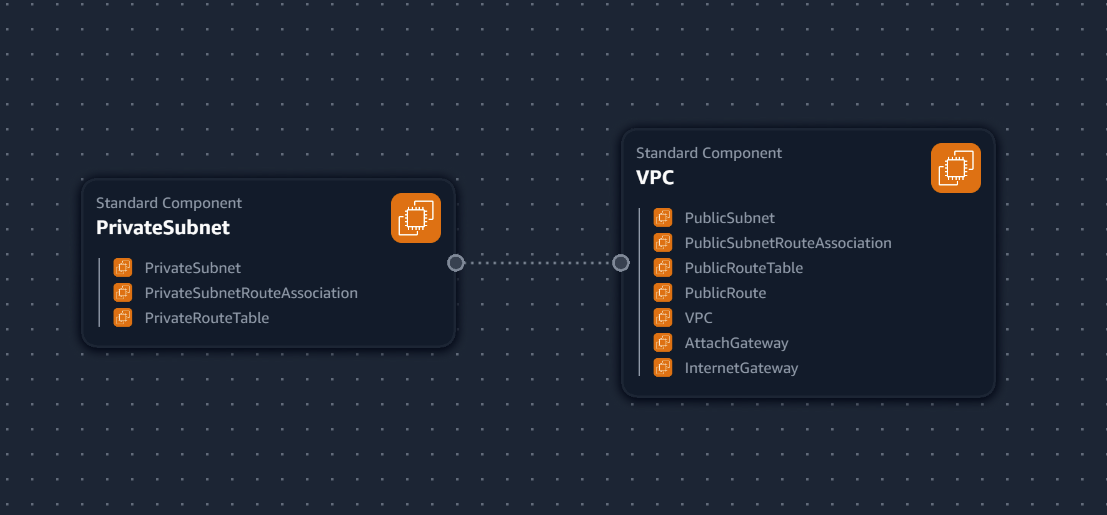 Standard Component
PrivateSubnet
PrivateSubnet
PrivateSubnetRouteAssociation
PrivateRouteTable
Standard Component
VPC
PublicSubnet
PublicSubnetRouteAssociation
PublicRouteTable
PublicRoute
VPC
AttachGateway
InternetGateway